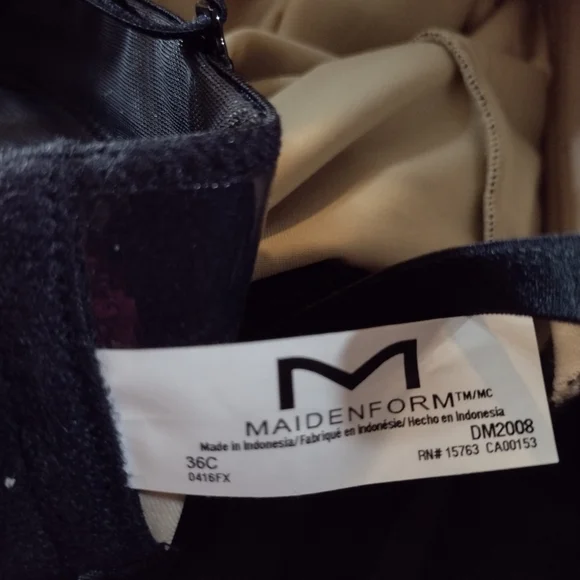 M
MAIDENFORM™/MC
Made in Indonesia/Fabriqué en Indonésie/Hecho en Indonesia
36C DM2008
0416FX RN# 15763 CA00153